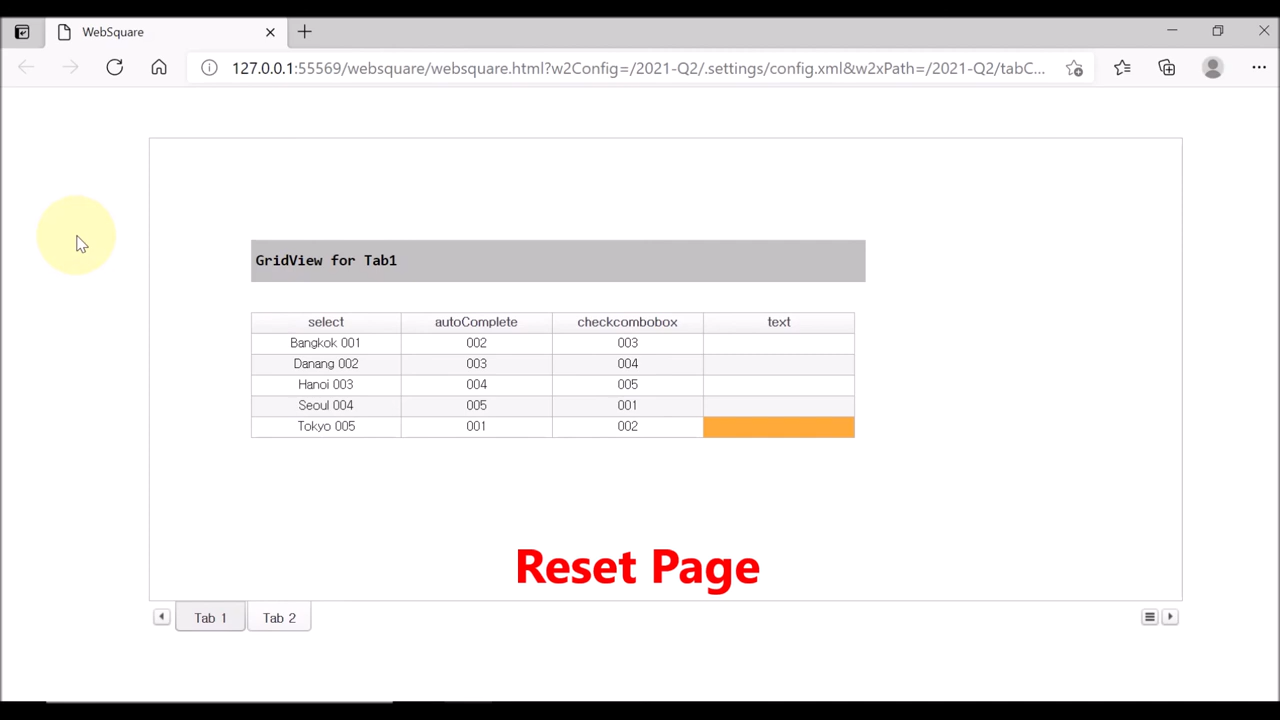 WebSquare
127.0.0.1:55569/websquare/websquare.html?w2Config=/2021-Q2/.settings/config.xml&w2xPath=/2021-Q2/tabC...
GridView for Tab1
select autoComplete checkcombobox text
Bangkok 001 002 003
Danang 002 003 004
Hanoi 003 004 005
Seoul 004 005 001
Tokyo 005 001 002
Reset Page
Tab 1 Tab 2